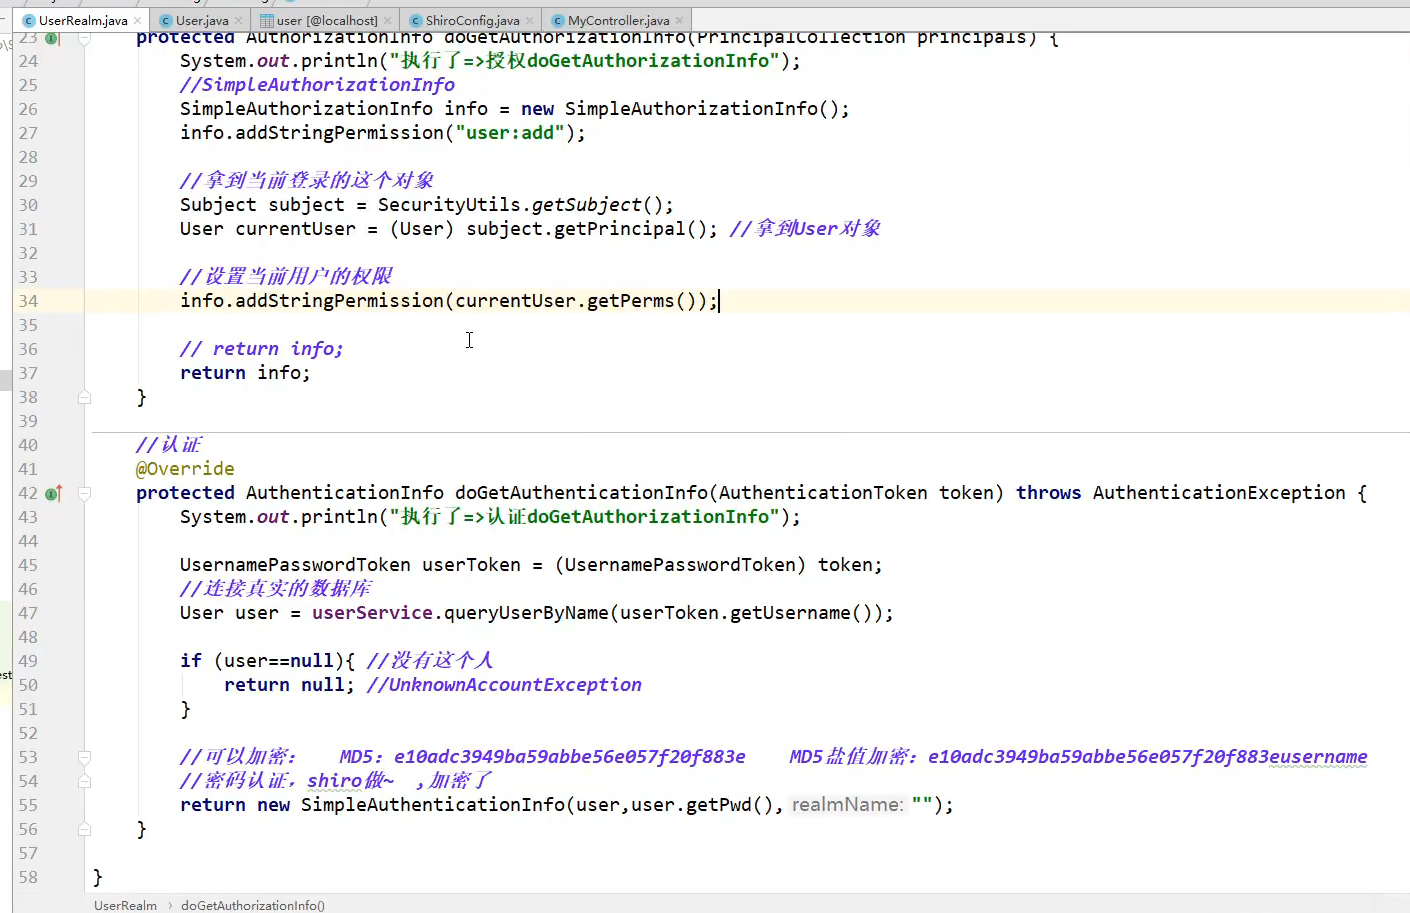 UserRealm.java × User.java × user [@localhost] × ShiroConfig.java × MyController.java ×
23 protected AuthorizationInfo doGetAuthorizationInfo(PrincipalCollection principals) {
24 System.out.println("执行了=>授权doGetAuthorizationInfo");
25 //SimpleAuthorizationInfo
26 SimpleAuthorizationInfo info = new SimpleAuthorizationInfo();
27 info.addStringPermission("user:add");
28
29 //拿到当前登录的这个对象
30 Subject subject = SecurityUtils.getSubject();
31 User currentUser = (User) subject.getPrincipal(); //拿到User对象
32
33 //设置当前用户的权限
34 info.addStringPermission(currentUser.getPerms());
35
36 // return info;
37 return info;
38 }
39
40 //认证
41 @Override
42 protected AuthenticationInfo doGetAuthenticationInfo(AuthenticationToken token) throws AuthenticationException {
43 System.out.println("执行了=>认证doGetAuthorizationInfo");
44
45 UsernamePasswordToken userToken = (UsernamePasswordToken) token;
46 //连接真实的数据库
47 User user = userService.queryUserByName(userToken.getUsername());
48
49 if (user==null){ //没有这个人
50 return null; //UnknownAccountException
51 }
52
53 //可以加密： MD5：e10adc3949ba59abbe56e057f20f883e MD5盐值加密：e10adc3949ba59abbe56e057f20f883eusername
54 //密码认证，shiro做~ ,加密了
55 return new SimpleAuthenticationInfo(user,user.getPwd(), realmName: "");
56 }
57
58 }
UserRealm › doGetAuthorizationInfo()